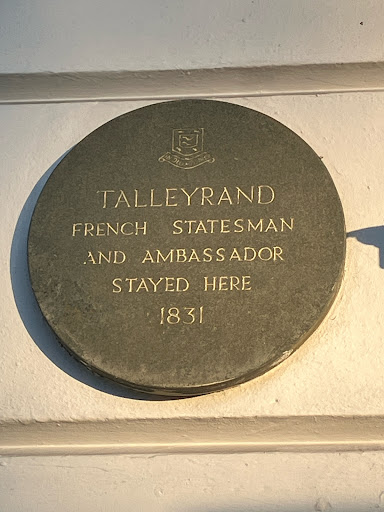 TALLEYRAND
FRENCH STATESMAN
AND AMBASSADOR
STAYED HERE
1831